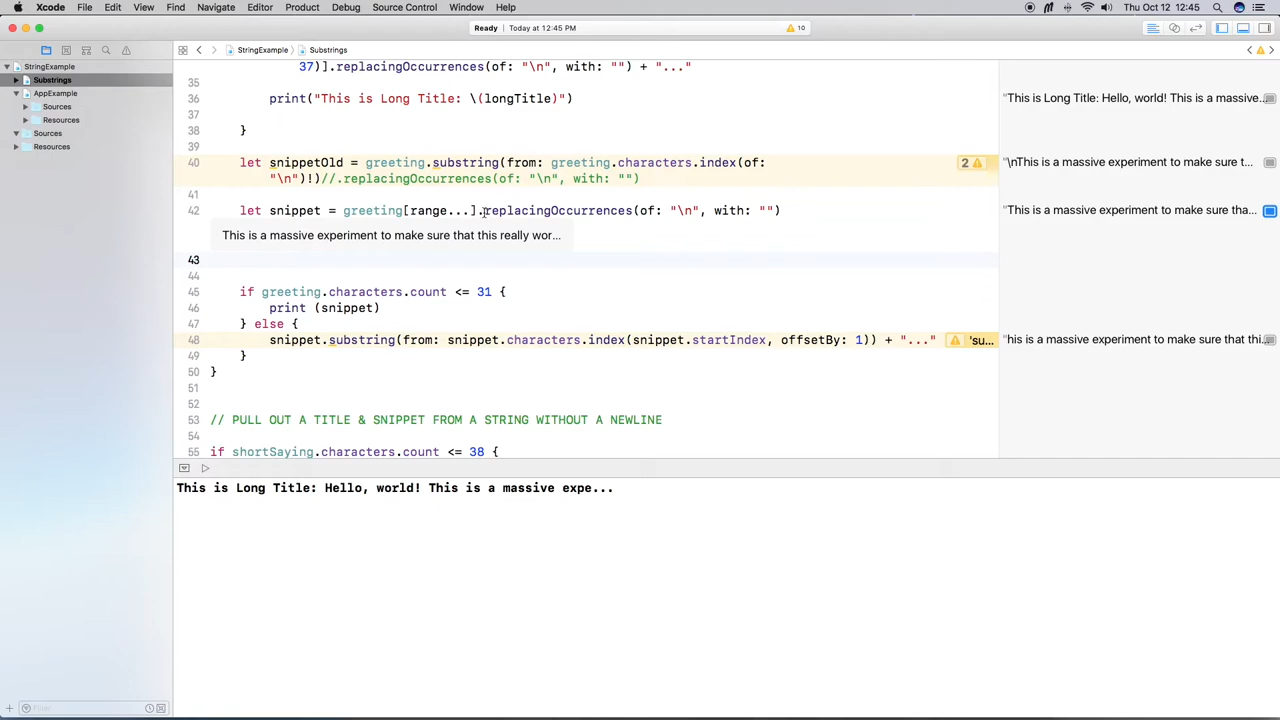 Xcode File Edit View Find Navigate Editor Product Debug Source Control Window Help Thu Oct 12 12:45
Ready Today at 12:45 PM 10
StringExample Substrings
StringExample
Substrings
AppExample
Sources
Resources
Sources
Resources
Filter
37)].replacingOccurrences(of: "\n", with: "") + "..."
35
36 print("This is Long Title: \(longTitle)")
37
38 }
40 let snippetOld = greeting.substring(from: greeting.characters.index(of: 2
"\n")!)//.replacingOccurrences(of: "\n", with: "")
41
42 let snippet = greeting[range...].replacingOccurrences(of: "\n", with: "")
This is a massive experiment to make sure that this really wor...
43
44
45 if greeting.characters.count <= 31 {
46 print (snippet)
47 } else {
48 snippet.substring(from: snippet.characters.index(snippet.startIndex, offsetBy: 1)) + "..." 'su...
49 }
50 }
51
52
53 // PULL OUT A TITLE & SNIPPET FROM A STRING WITHOUT A NEWLINE
54
55 if shortSaying.characters.count <= 38 {
"This is Long Title: Hello, world! This is a massive...
"\nThis is a massive experiment to make sure t...
"This is a massive experiment to make sure tha...
"his is a massive experiment to make sure that thi...
This is Long Title: Hello, world! This is a massive expe...